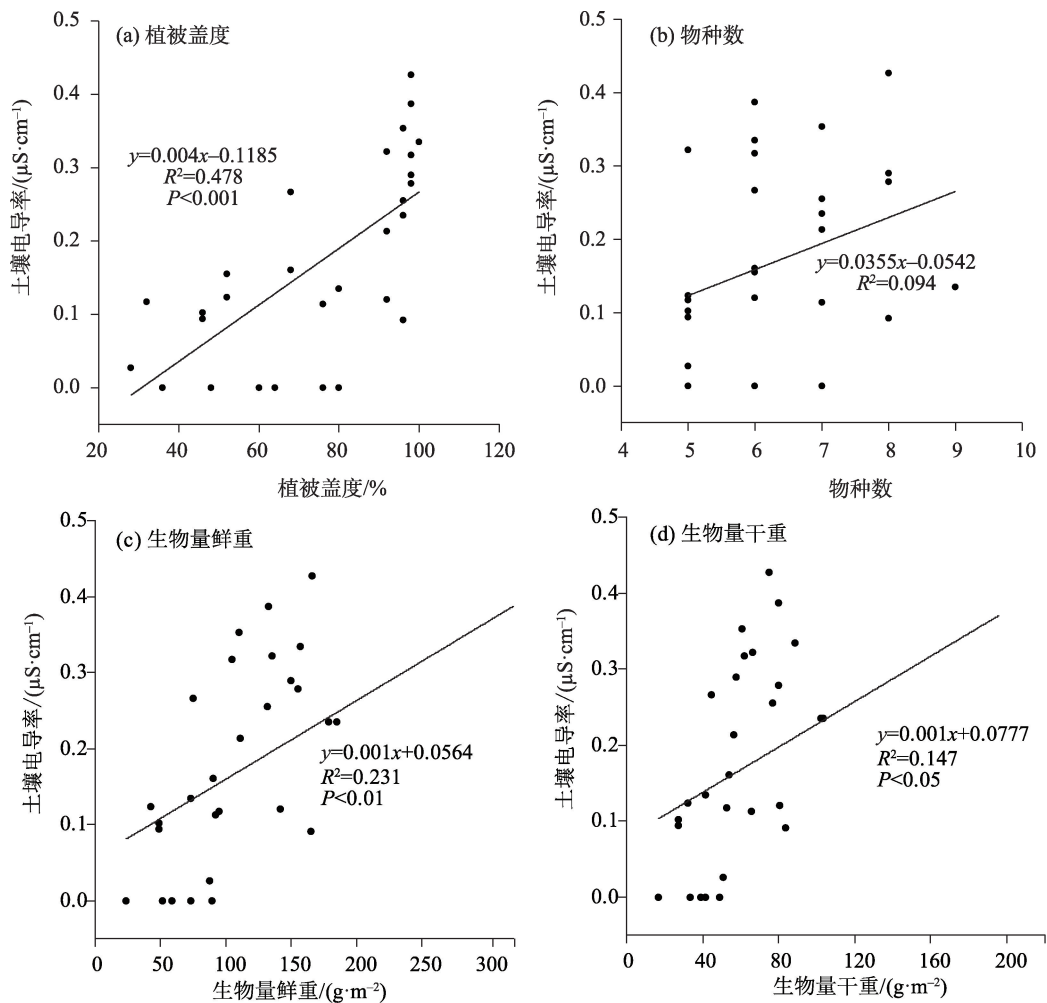 (a) 植被盖度
土壤电导率/(μS·cm⁻¹)
0.5
0.4
0.3
0.2
0.1
0.0
y=0.004x–0.1185
R²=0.478
P<0.001
20 40 60 80 100 120
植被盖度/%
(b) 物种数
土壤电导率/(μS·cm⁻¹)
0.5
0.4
0.3
0.2
0.1
0.0
y=0.0355x–0.0542
R²=0.094
4 5 6 7 8 9 10
物种数
(c) 生物量鲜重
土壤电导率/(μS·cm⁻¹)
0.5
0.4
0.3
0.2
0.1
0.0
y=0.001x+0.0564
R²=0.231
P<0.01
0 50 100 150 200 250 300
生物量鲜重/(g·m⁻²)
(d) 生物量干重
土壤电导率/(μS·cm⁻¹)
0.5
0.4
0.3
0.2
0.1
0.0
y=0.001x+0.0777
R²=0.147
P<0.05
0 40 80 120 160 200
生物量干重/(g·m⁻²)